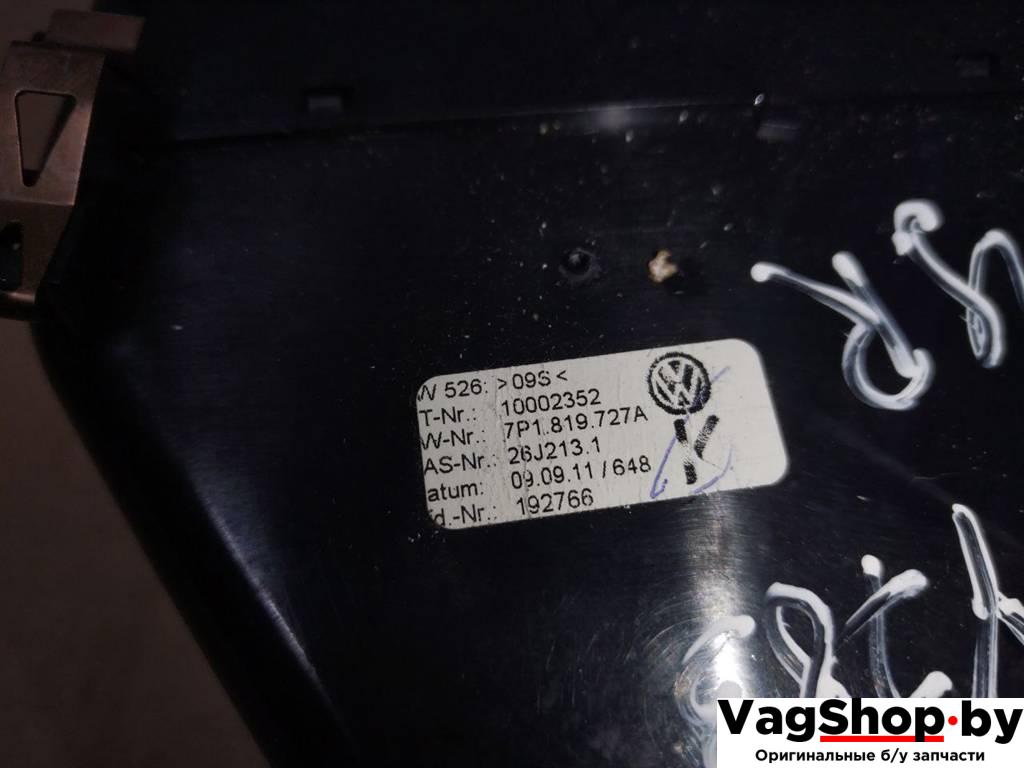 W 526: >09S<
T-Nr.: 10002352
W-Nr.: 7P1.819.727A
AS-Nr.: 26J213.1
atum: 09.09.11 / 648
d.-Nr.: 192766
VagShop.by
Оригинальные б/у запчасти